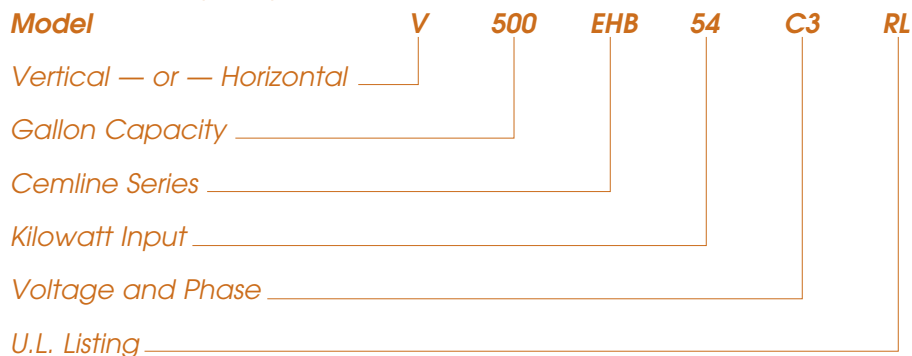 Model V 500 EHB 54 C3 RL
Vertical — or — Horizontal
Gallon Capacity
Cemline Series
Kilowatt Input
Voltage and Phase
U.L. Listing